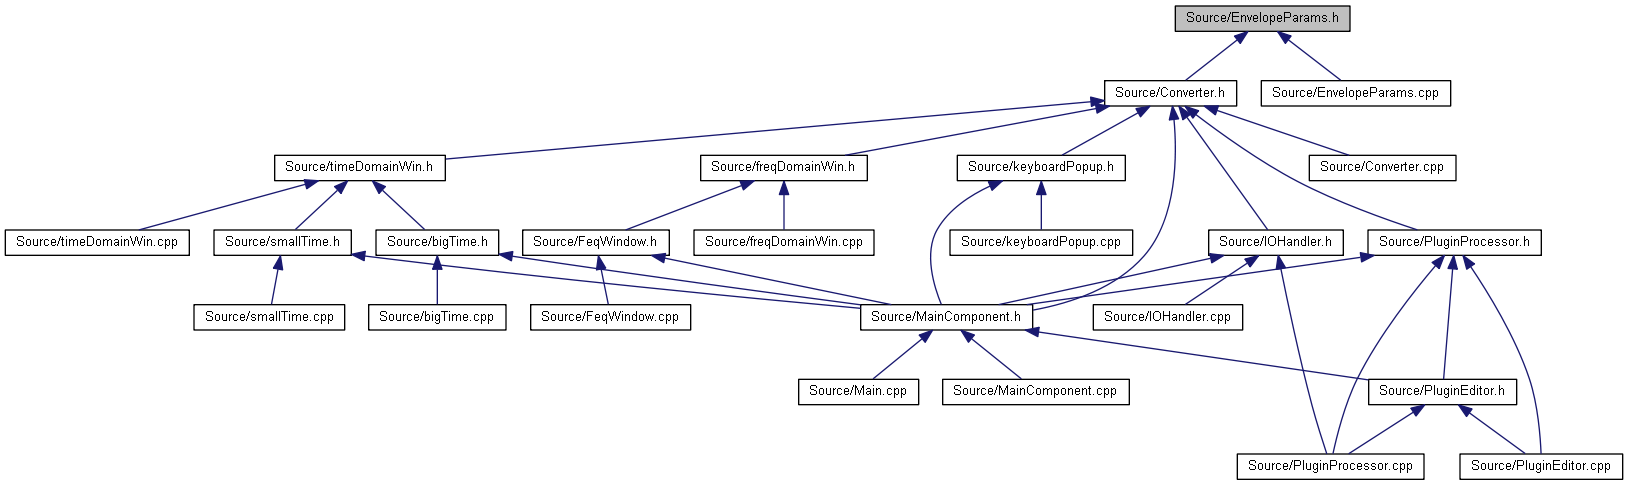 Source/EnvelopeParams.h
Source/Converter.h
Source/EnvelopeParams.cpp
Source/timeDomainWin.h
Source/freqDomainWin.h
Source/keyboardPopup.h
Source/Converter.cpp
Source/timeDomainWin.cpp
Source/smallTime.h
Source/bigTime.h
Source/FeqWindow.h
Source/freqDomainWin.cpp
Source/keyboardPopup.cpp
Source/IOHandler.h
Source/PluginProcessor.h
Source/smallTime.cpp
Source/bigTime.cpp
Source/FeqWindow.cpp
Source/MainComponent.h
Source/IOHandler.cpp
Source/Main.cpp
Source/MainComponent.cpp
Source/PluginEditor.h
Source/PluginProcessor.cpp
Source/PluginEditor.cpp